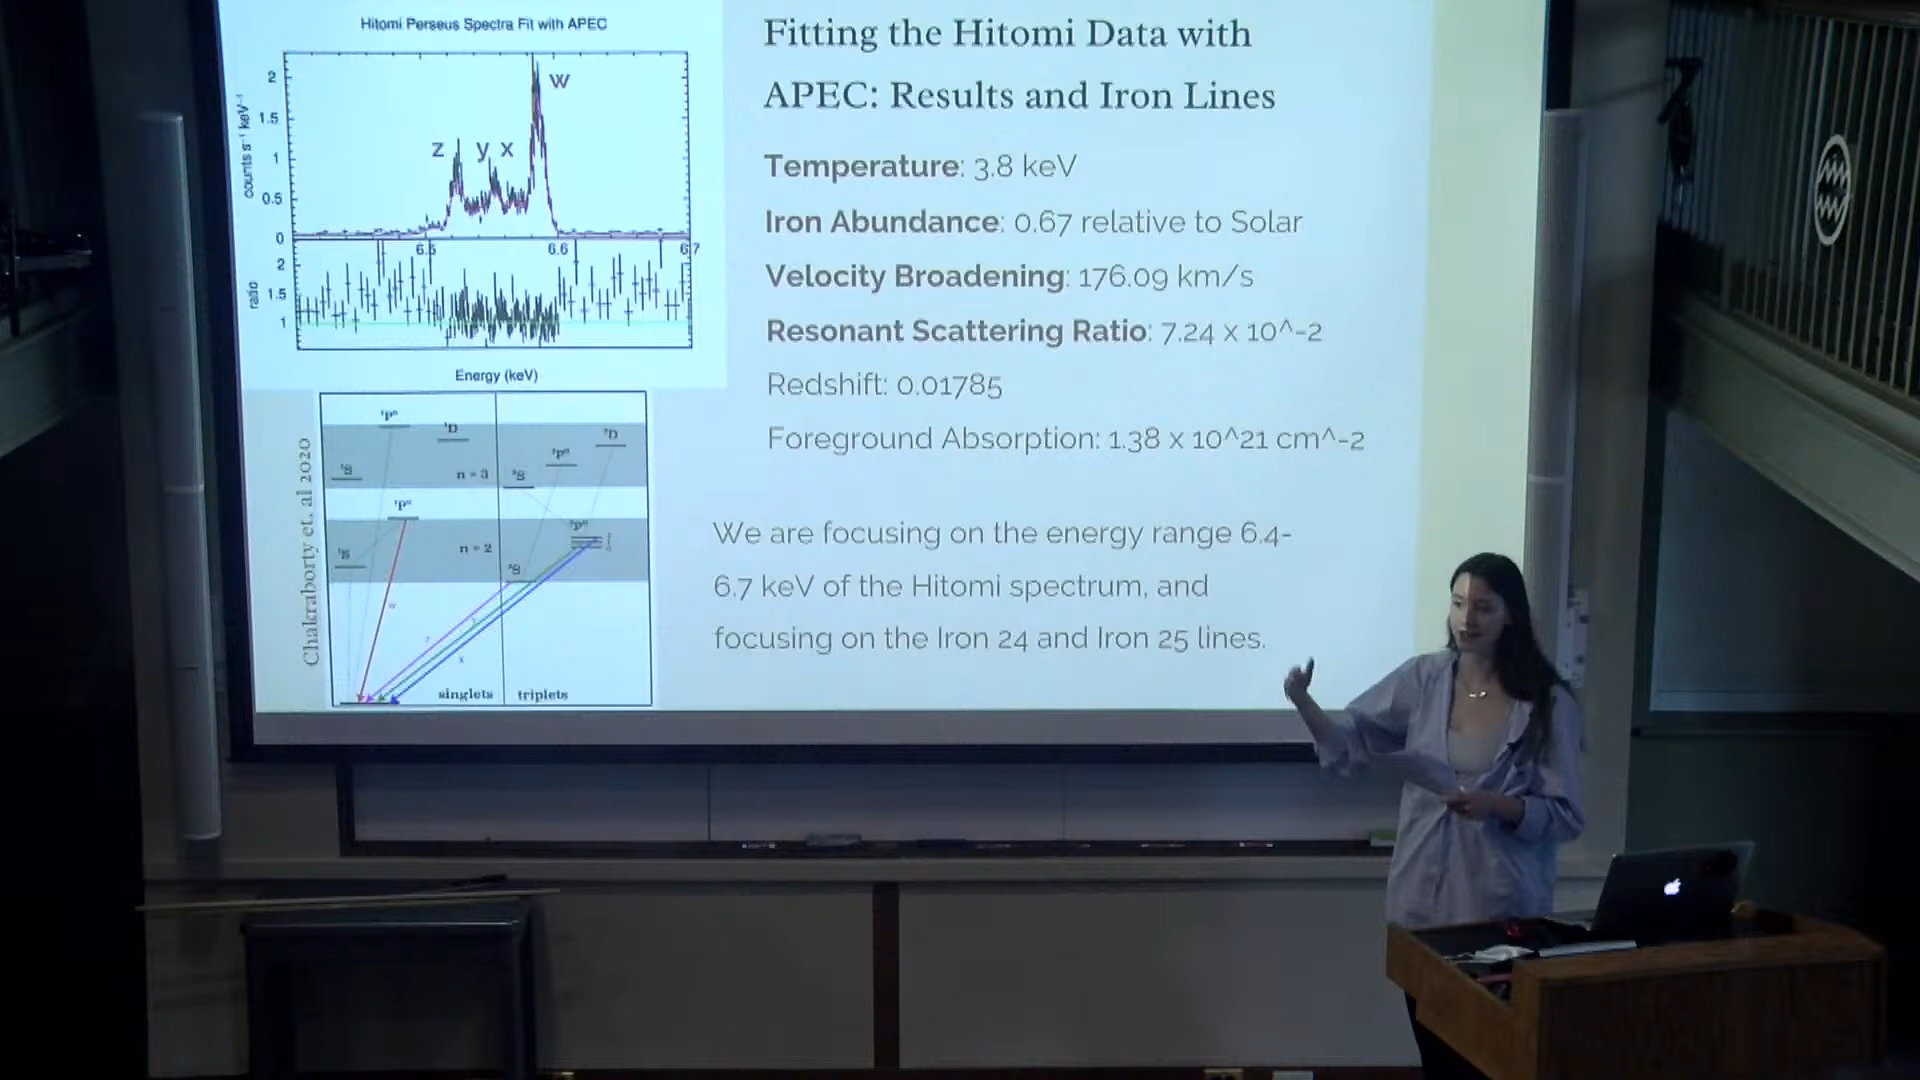 Hitomi Perseus Spectra Fit with APEC
counts s⁻¹ keV⁻¹
2
1.5
1
0.5
0
z
y
x
w
6.5
6.6
6.7
ratio
2
1.5
1
Energy (keV)
Chakraborty et. al 2020
¹P⁰
¹D
³D
³P⁰
¹S
n = 3
³S
¹P⁰
³P⁰
¹S
n = 2
³S
w
z
x
singlets
triplets
Fitting the Hitomi Data with
APEC: Results and Iron Lines
Temperature: 3.8 keV
Iron Abundance: 0.67 relative to Solar
Velocity Broadening: 176.09 km/s
Resonant Scattering Ratio: 7.24 x 10^-2
Redshift: 0.01785
Foreground Absorption: 1.38 x 10^21 cm^-2
We are focusing on the energy range 6.4-
6.7 keV of the Hitomi spectrum, and
focusing on the Iron 24 and Iron 25 lines.